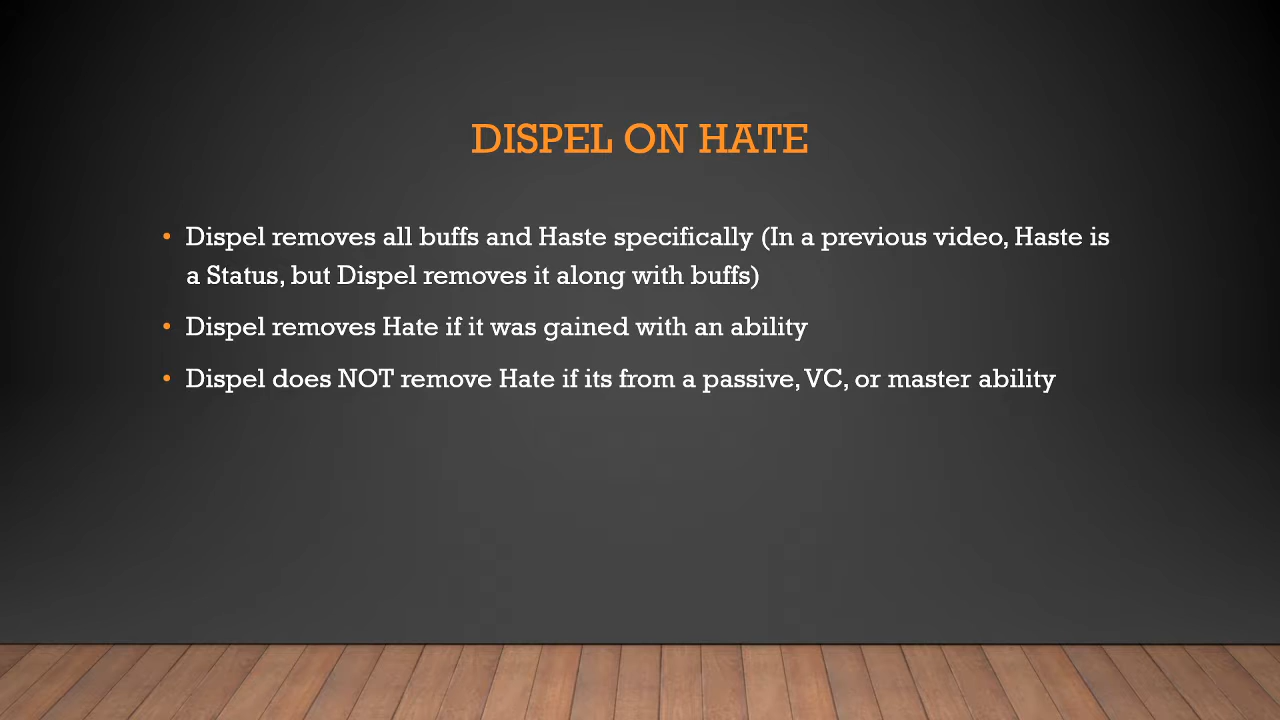 DISPEL ON HATE
• Dispel removes all buffs and Haste specifically (In a previous video, Haste is
a Status, but Dispel removes it along with buffs)
• Dispel removes Hate if it was gained with an ability
• Dispel does NOT remove Hate if its from a passive, VC, or master ability